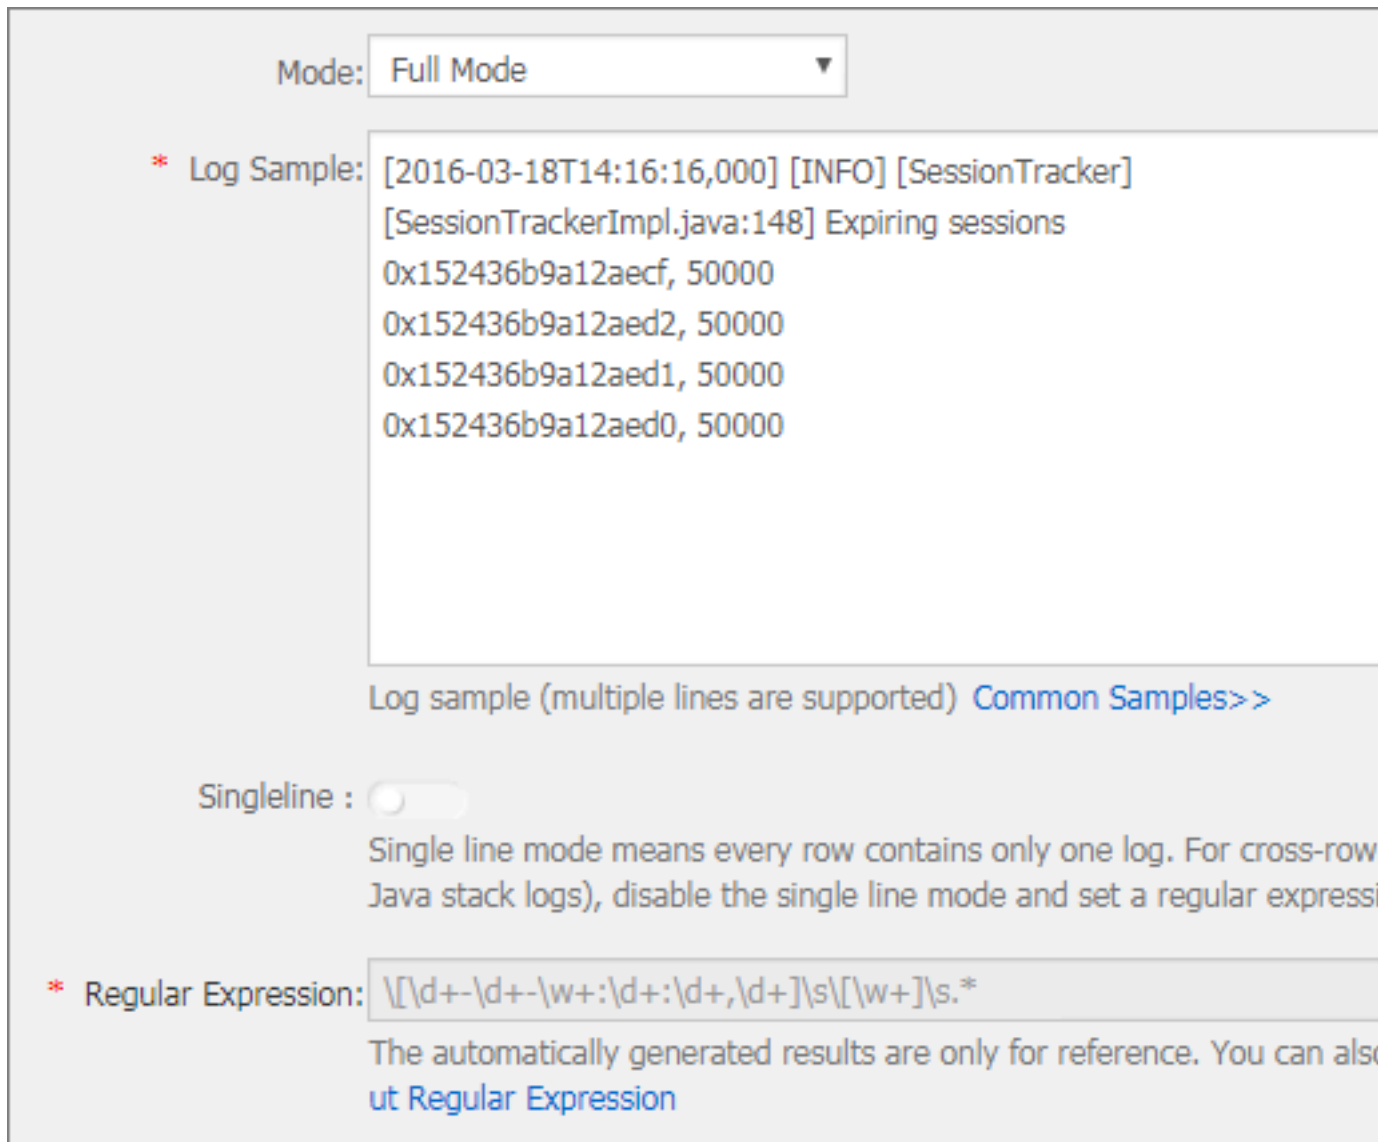 Mode: Full Mode
* Log Sample: [2016-03-18T14:16:16,000] [INFO] [SessionTracker]
[SessionTrackerImpl.java:148] Expiring sessions
0x152436b9a12aecf, 50000
0x152436b9a12aed2, 50000
0x152436b9a12aed1, 50000
0x152436b9a12aed0, 50000
Log sample (multiple lines are supported) Common Samples>>
Singleline :
Single line mode means every row contains only one log. For cross-row
Java stack logs), disable the single line mode and set a regular expressi
* Regular Expression: \[\d+-\d+-\w+:\d+:\d+,\d+]\s\[\w+]\s.*
The automatically generated results are only for reference. You can also
ut Regular Expression